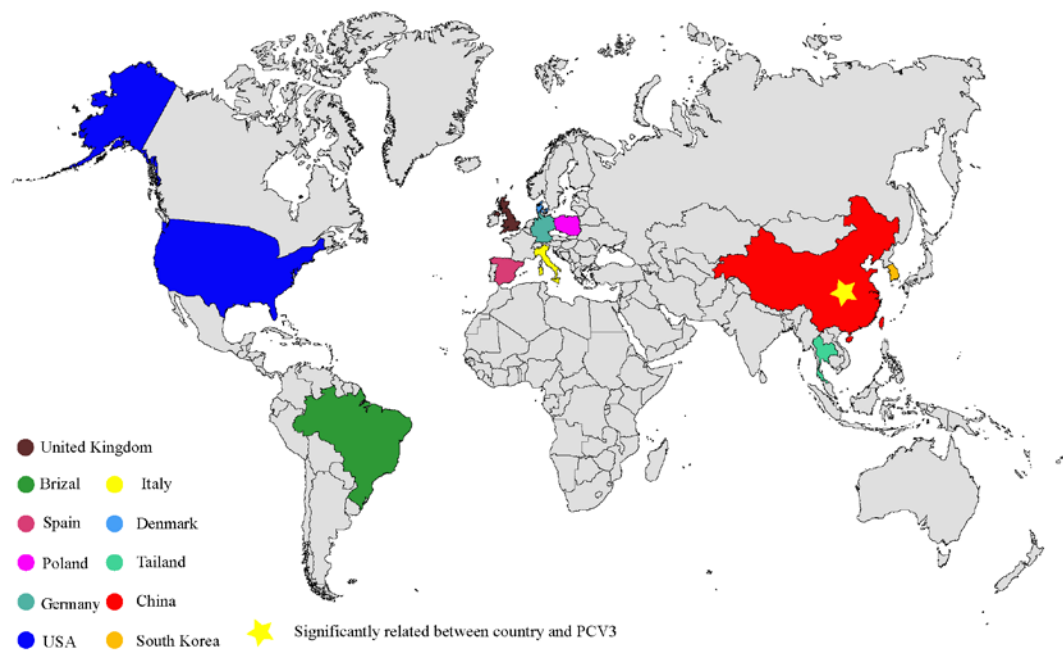 United Kingdom
Brizal
Italy
Spain
Denmark
Poland
Tailand
Germany
China
USA
South Korea
Significantly related between country and PCV3